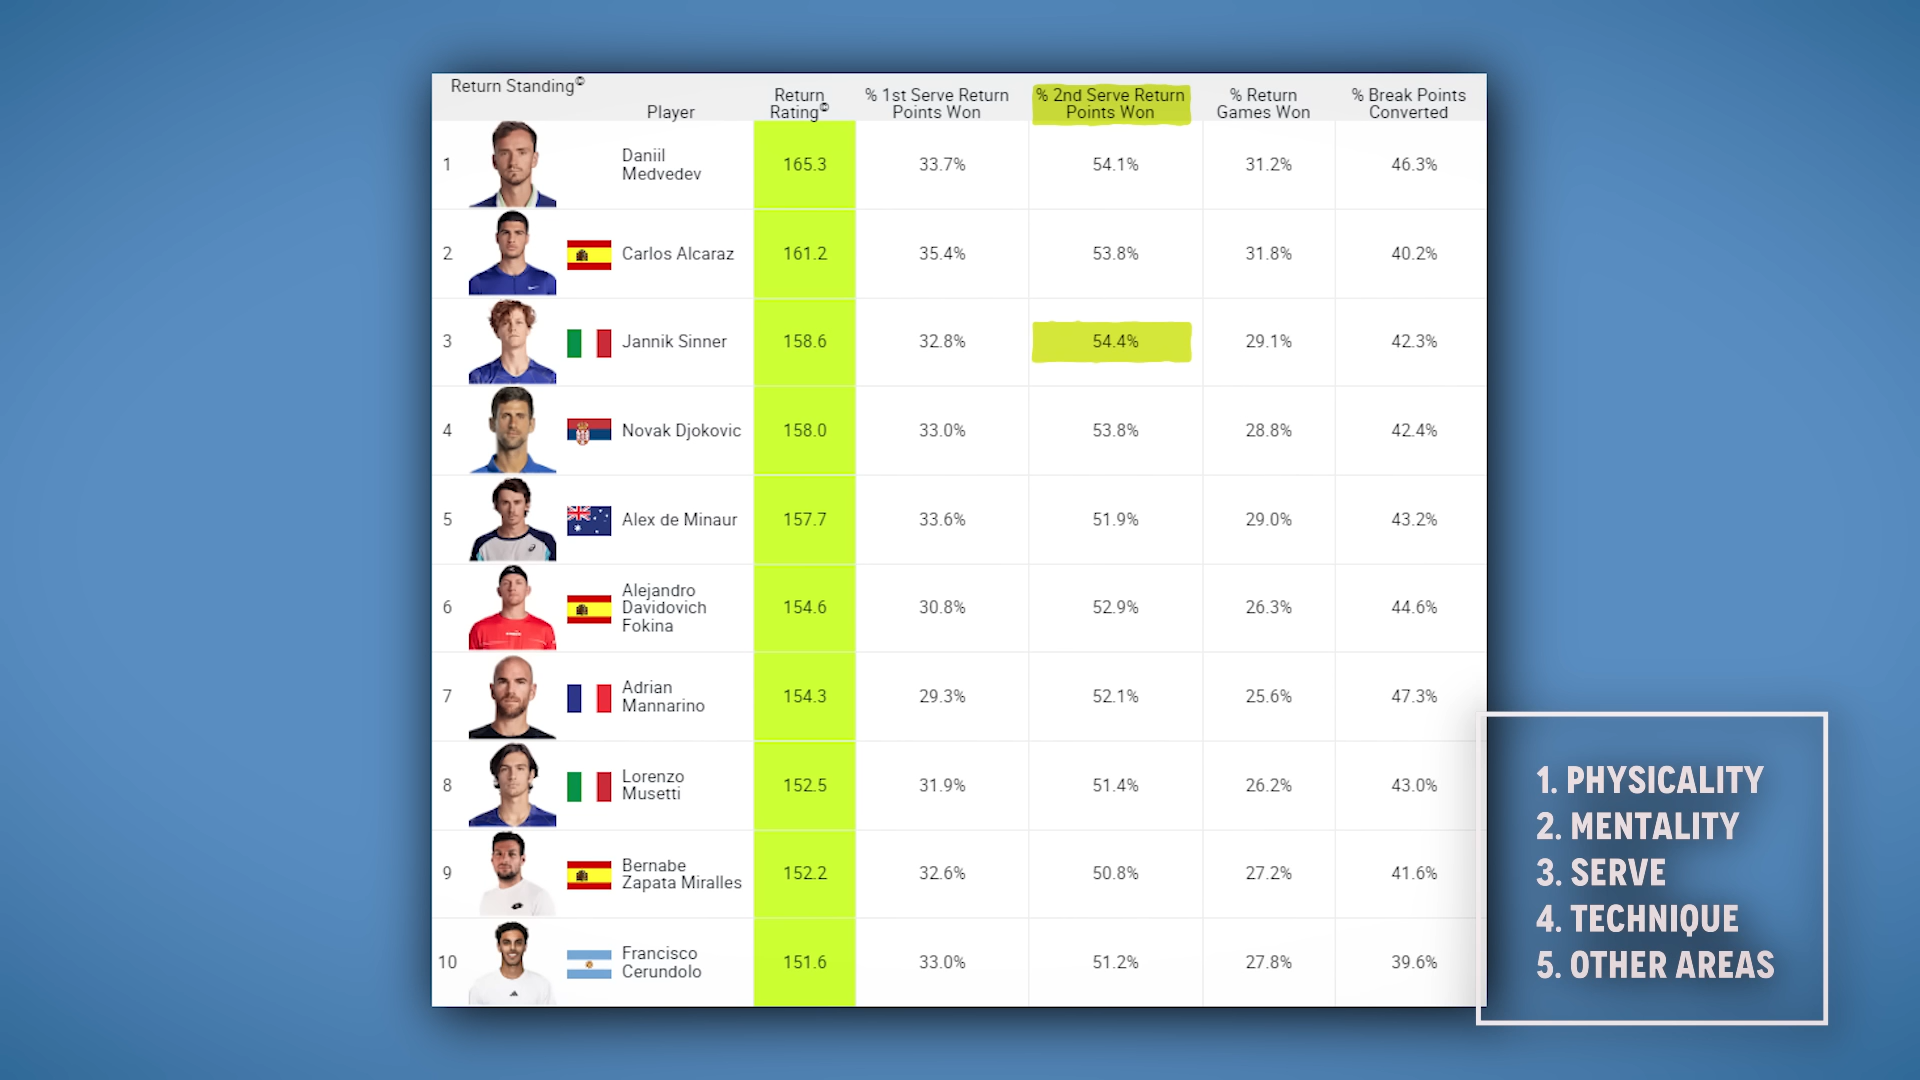 Return Standing©
Player
Return
Rating©
% 1st Serve Return
Points Won
% 2nd Serve Return
Points Won
% Return
Games Won
% Break Points
Converted
1
Daniil
Medvedev
165.3
33.7%
54.1%
31.2%
46.3%
2
Carlos Alcaraz
161.2
35.4%
53.8%
31.8%
40.2%
3
Jannik Sinner
158.6
32.8%
54.4%
29.1%
42.3%
4
Novak Djokovic
158.0
33.0%
53.8%
28.8%
42.4%
5
Alex de Minaur
157.7
33.6%
51.9%
29.0%
43.2%
6
Alejandro
Davidovich
Fokina
154.6
30.8%
52.9%
26.3%
44.6%
7
Adrian
Mannarino
154.3
29.3%
52.1%
25.6%
47.3%
8
Lorenzo
Musetti
152.5
31.9%
51.4%
26.2%
43.0%
9
Bernabe
Zapata Miralles
152.2
32.6%
50.8%
27.2%
41.6%
10
Francisco
Cerundolo
151.6
33.0%
51.2%
27.8%
39.6%
1. PHYSICALITY
2. MENTALITY
3. SERVE
4. TECHNIQUE
5. OTHER AREAS